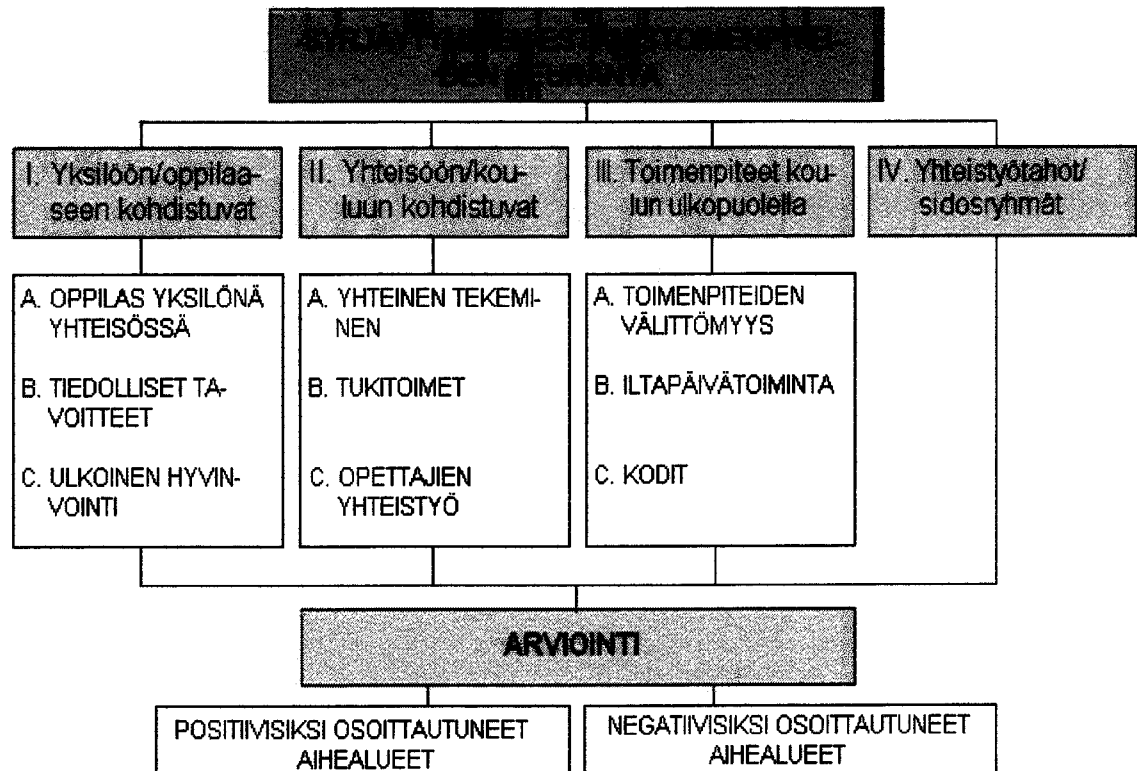 SEURANTA
I. Yksilöön/oppilaa-
seen kohdistuvat
II. Yhteisöön/kou-
luun kohdistuvat
III. Toimenpiteet kou-
lun ulkopuolella
IV. Yhteistyötahot/
sidosryhmät
A. OPPILAS YKSILÖNÄ
YHTEISÖSSÄ
B. TIEDOLLISET TA-
VOITTEET
C. ULKOINEN HYVIN-
VOINTI
A. YHTEINEN TEKEMI-
NEN
B. TUKITOIMET
C. OPETTAJIEN
YHTEISTYÖ
A. TOIMENPITEIDEN
VÄLITTÖMYYS
B. ILTAPÄIVÄTOIMINTA
C. KODIT
ARVIOINTI
POSITIIVISIKSI OSOITTAUTUNEET
AIHEALUEET
NEGATIIVISIKSI OSOITTAUTUNEET
AIHEALUEET